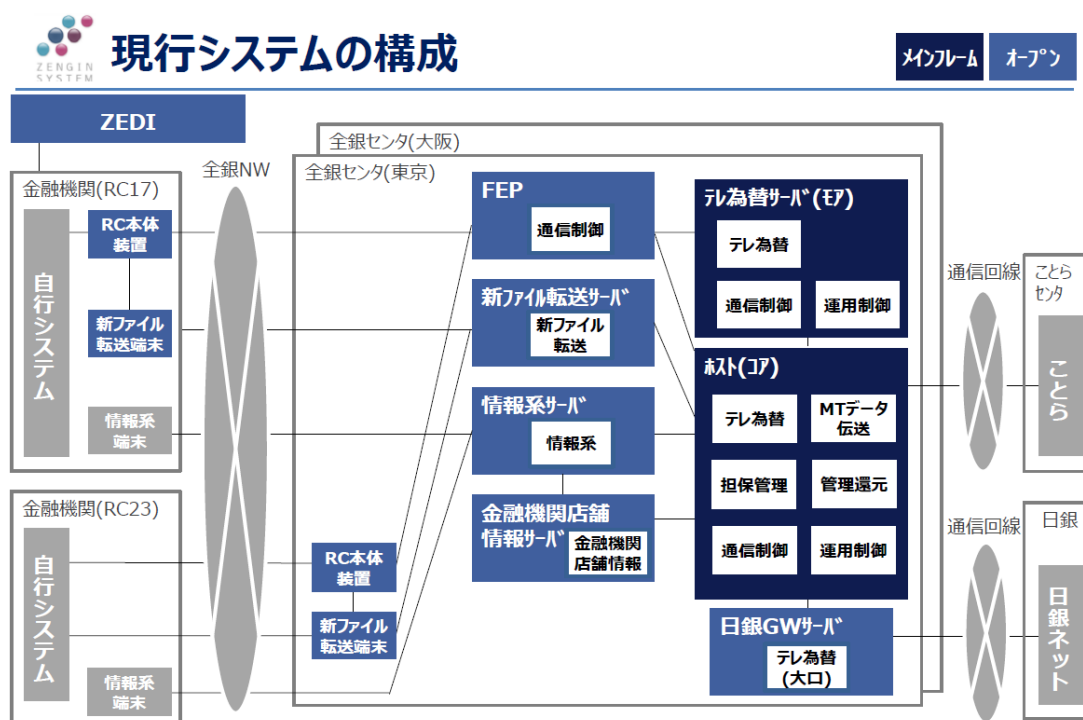 ZENGIN
SYSTEM
現行システムの構成
ﾒｲﾝﾌﾚｰﾑ
ｵｰﾌﾟﾝ
ZEDI
全銀センタ(大阪)
全銀センタ(東京)
全銀NW
金融機関(RC17)
自行システム
RC本体
装置
新ファイル
転送端末
情報系
端末
金融機関(RC23)
自行システム
情報系
端末
RC本体
装置
新ファイル
転送端末
FEP
通信制御
新ﾌｧｲﾙ転送ｻｰﾊﾞ
新ファイル
転送
情報系ｻｰﾊﾞ
情報系
金融機関店舗
情報ｻｰﾊﾞ
金融機関
店舗情報
ﾃﾚ為替ｻｰﾊﾞ(ﾓｱ)
テレ為替
通信制御
運用制御
ﾎｽﾄ(ｺｱ)
テレ為替
MTデータ
伝送
担保管理
管理還元
通信制御
運用制御
日銀GWｻｰﾊﾞ
テレ為替
(大口)
通信回線
ことら
ｾﾝﾀ
ことら
通信回線
日銀
日銀ネット